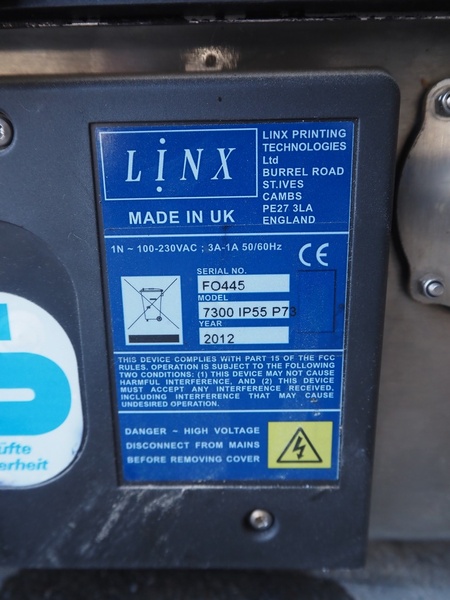 LiNX
LINX PRINTING
TECHNOLOGIES
Ltd
BURREL ROAD
ST.IVES
CAMBS
PE27 3LA
ENGLAND
MADE IN UK
1N ~ 100-230VAC ; 3A-1A 50/60Hz
CE
SERIAL NO.
FO445
MODEL
7300 IP55 P73
YEAR
2012
THIS DEVICE COMPLIES WITH PART 15 OF THE FCC
RULES. OPERATION IS SUBJECT TO THE FOLLOWING
TWO CONDITIONS: (1) THIS DEVICE MAY NOT CAUSE
HARMFUL INTERFERENCE, AND (2) THIS DEVICE
MUST ACCEPT ANY INTERFERENCE RECEIVED,
INCLUDING INTERFERENCE THAT MAY CAUSE
UNDESIRED OPERATION.
DANGER ~ HIGH VOLTAGE
DISCONNECT FROM MAINS
BEFORE REMOVING COVER
üfte
erheit